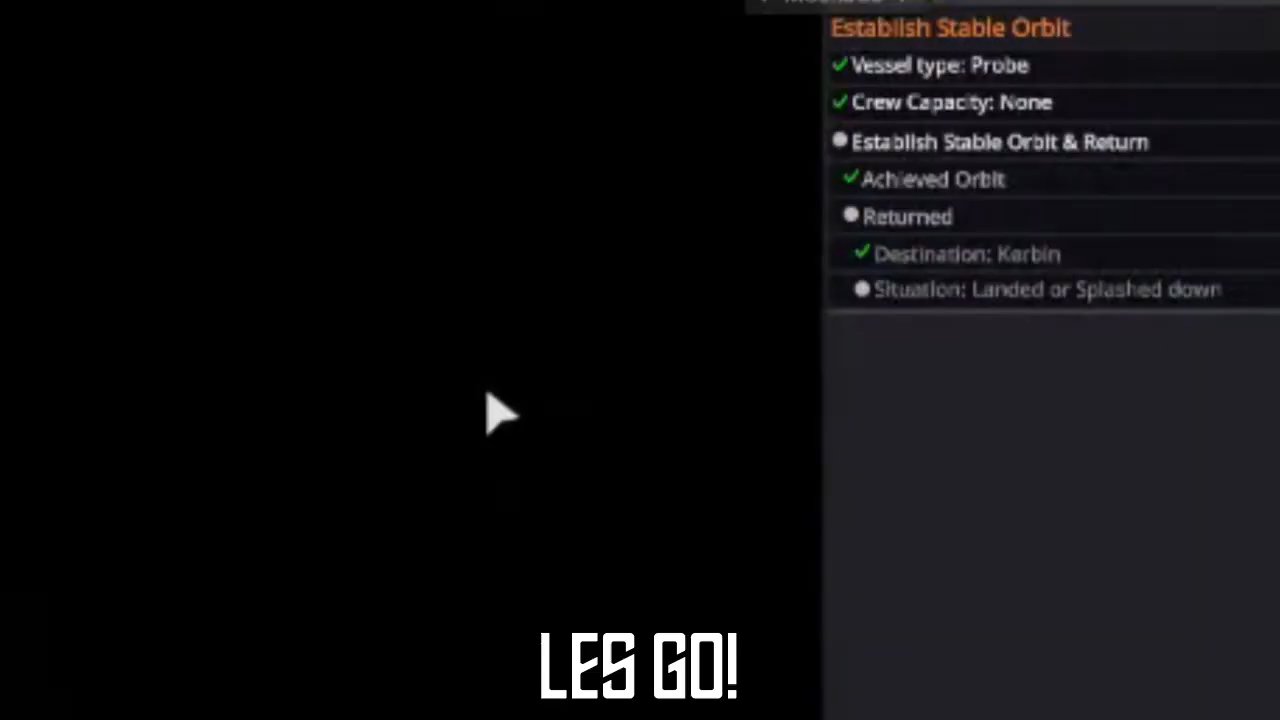 Establish Stable Orbit
Vessel type: Probe
Crew Capacity: None
Establish Stable Orbit & Return
Achieved Orbit
Returned
Destination: Kerbin
Situation: Landed or Splashed down
LES GO!